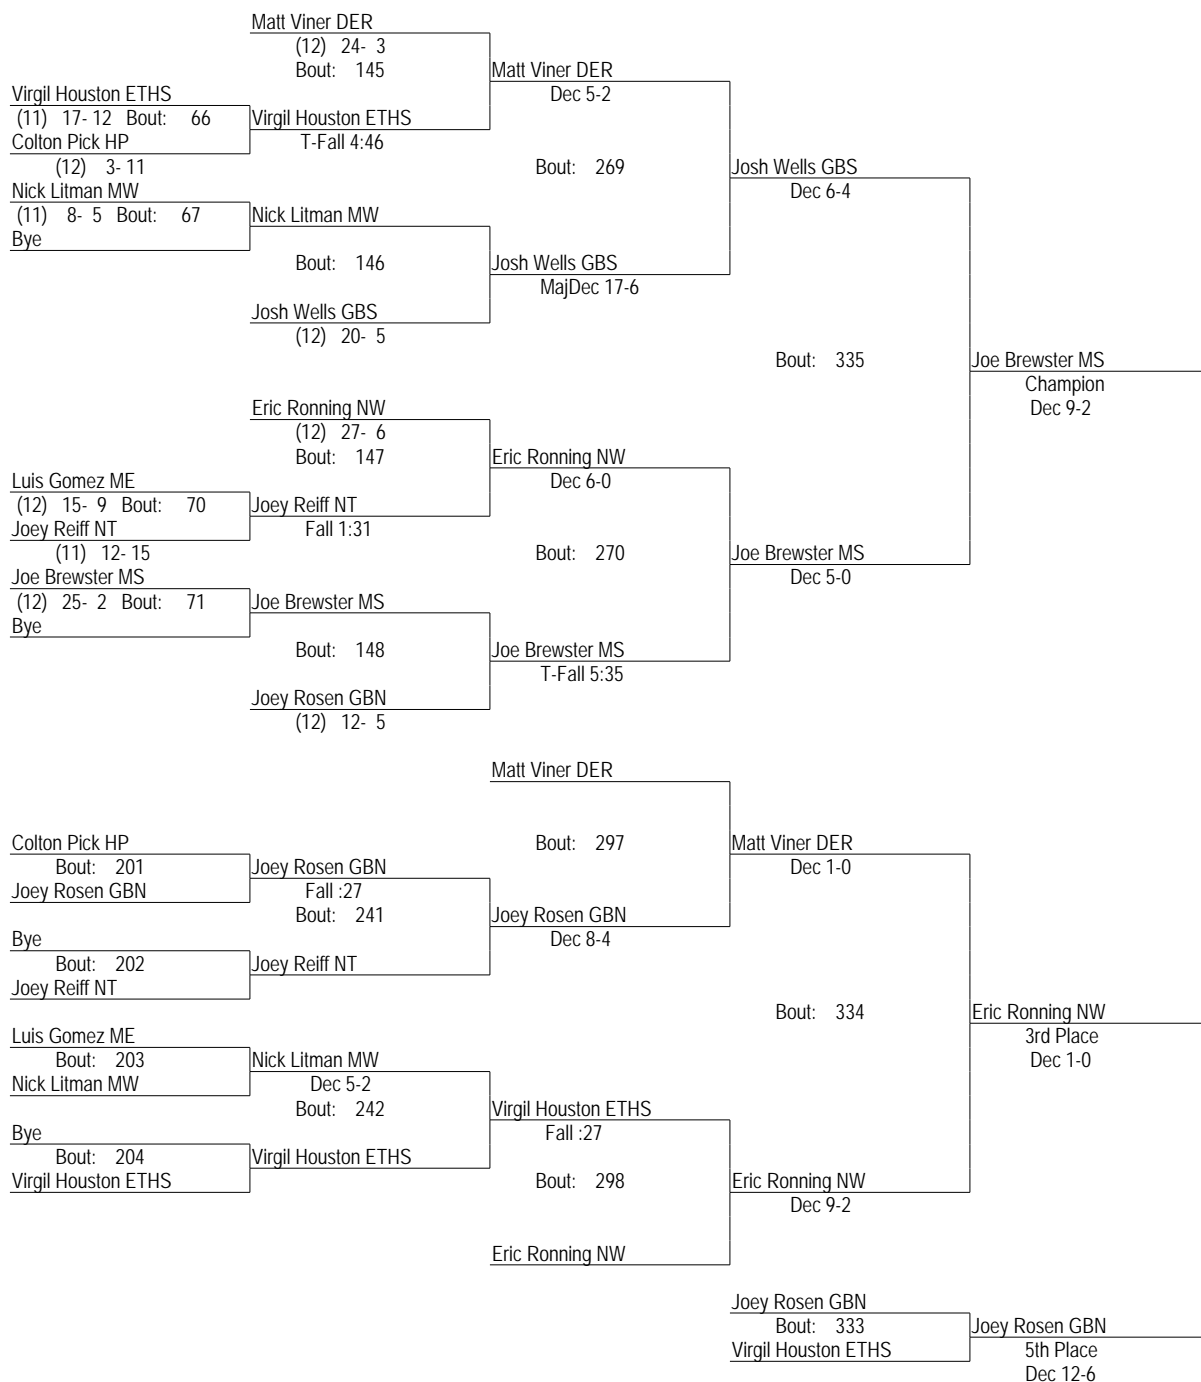 Matt Viner DER
(12) 24- 3
Bout: 145
Matt Viner DER
Dec 5-2
Virgil Houston ETHS
(11) 17- 12 Bout: 66
Virgil Houston ETHS
Colton Pick HP
T-Fall 4:46
(12) 3- 11
Bout: 269
Josh Wells GBS
Nick Litman MW
Dec 6-4
(11) 8- 5 Bout: 67
Nick Litman MW
Bye
Bout: 146
Josh Wells GBS
MajDec 17-6
Josh Wells GBS
(12) 20- 5
Bout: 335
Joe Brewster MS
Champion
Dec 9-2
Eric Ronning NW
(12) 27- 6
Bout: 147
Eric Ronning NW
Dec 6-0
Luis Gomez ME
(12) 15- 9 Bout: 70
Joey Reiff NT
Joey Reiff NT
Fall 1:31
(11) 12- 15
Bout: 270
Joe Brewster MS
Joe Brewster MS
Dec 5-0
(12) 25- 2 Bout: 71
Joe Brewster MS
Bye
Bout: 148
Joe Brewster MS
T-Fall 5:35
Joey Rosen GBN
(12) 12- 5
Matt Viner DER
Colton Pick HP
Bout: 297
Matt Viner DER
Bout: 201
Joey Rosen GBN
Dec 1-0
Joey Rosen GBN
Fall :27
Bout: 241
Joey Rosen GBN
Bye
Dec 8-4
Bout: 202
Joey Reiff NT
Joey Reiff NT
Bout: 334
Eric Ronning NW
3rd Place
Dec 1-0
Luis Gomez ME
Bout: 203
Nick Litman MW
Nick Litman MW
Dec 5-2
Bout: 242
Virgil Houston ETHS
Bye
Fall :27
Bout: 204
Virgil Houston ETHS
Virgil Houston ETHS
Bout: 298
Eric Ronning NW
Dec 9-2
Eric Ronning NW
Joey Rosen GBN
Bout: 333
Joey Rosen GBN
Virgil Houston ETHS
5th Place
Dec 12-6